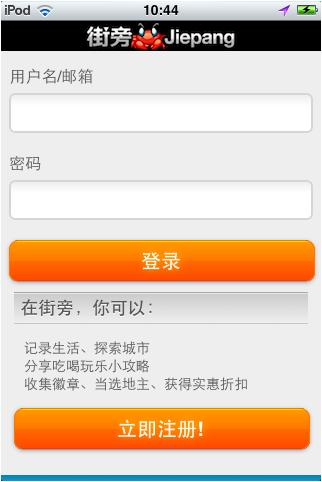 iPod 10:44
街旁 Jiepang
用户名/邮箱
密码
登录
在街旁，你可以：
记录生活、探索城市
分享吃喝玩乐小攻略
收集徽章、当选地主、获得实惠折扣
立即注册!